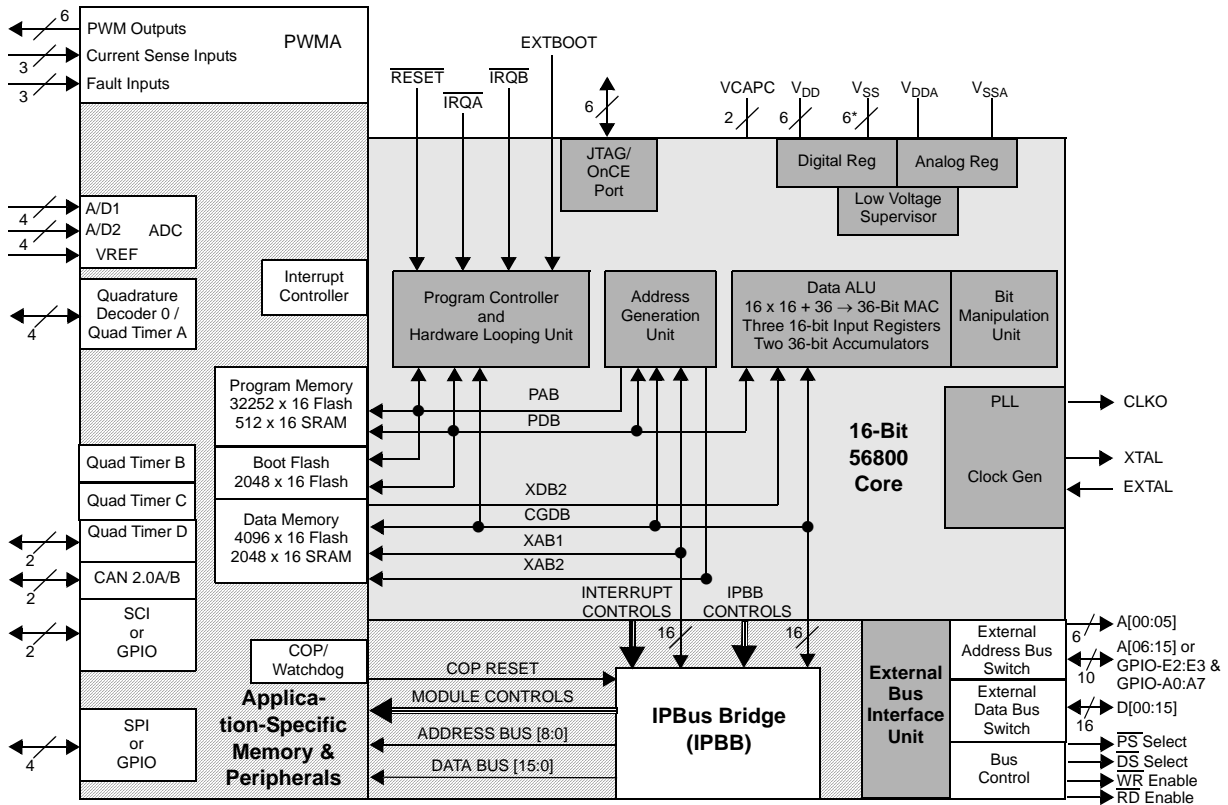 6
PWM Outputs
PWMA
3
Current Sense Inputs
3
Fault Inputs
EXTBOOT
RESET
IRQB
IRQA
6
VCAPC
VDD
VSS
VDDA
VSSA
2
6
6*
JTAG/
OnCE
Port
Digital Reg
Analog Reg
Low Voltage
Supervisor
4
A/D1
4
A/D2
ADC
4
VREF
Interrupt
Controller
4
Quadrature
Decoder 0 /
Quad Timer A
Program Controller
and
Hardware Looping Unit
Address
Generation
Unit
Data ALU
16 x 16 + 36 → 36-Bit MAC
Three 16-bit Input Registers
Two 36-bit Accumulators
Bit
Manipulation
Unit
Program Memory
32252 x 16 Flash
512 x 16 SRAM
PAB
PDB
Boot Flash
2048 x 16 Flash
XDB2
CGDB
XAB1
XAB2
Data Memory
4096 x 16 Flash
2048 x 16 SRAM
16-Bit
56800
Core
PLL
Clock Gen
CLKO
XTAL
EXTAL
Quad Timer B
Quad Timer C
Quad Timer D
2
CAN 2.0A/B
2
SCI
or
GPIO
2
SPI
or
GPIO
4
COP/
Watchdog
Applica-
tion-Specific
Memory &
Peripherals
INTERRUPT
CONTROLS
IPBB
CONTROLS
16
16
COP RESET
MODULE CONTROLS
ADDRESS BUS [8:0]
DATA BUS [15:0]
IPBus Bridge
(IPBB)
External
Bus
Interface
Unit
External
Address Bus
Switch
External
Data Bus
Switch
Bus
Control
6
A[00:05]
10
A[06:15] or
GPIO-E2:E3 &
GPIO-A0:A7
16
D[00:15]
PS Select
DS Select
WR Enable
RD Enable